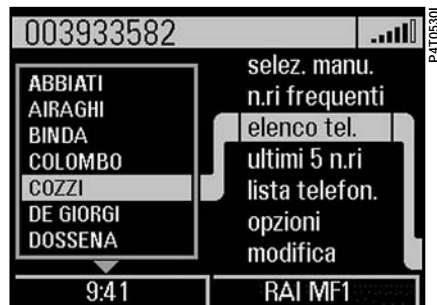 003933582
ABBIATI
AIRAGHI
BINDA
COLOMBO
COZZI
DE GIORGI
DOSSENA
selez. manu.
n.ri frequenti
elenco tel.
ultimi 5 n.ri
lista telefon.
opzioni
modifica
9:41
RAI MF1
P4T0530I